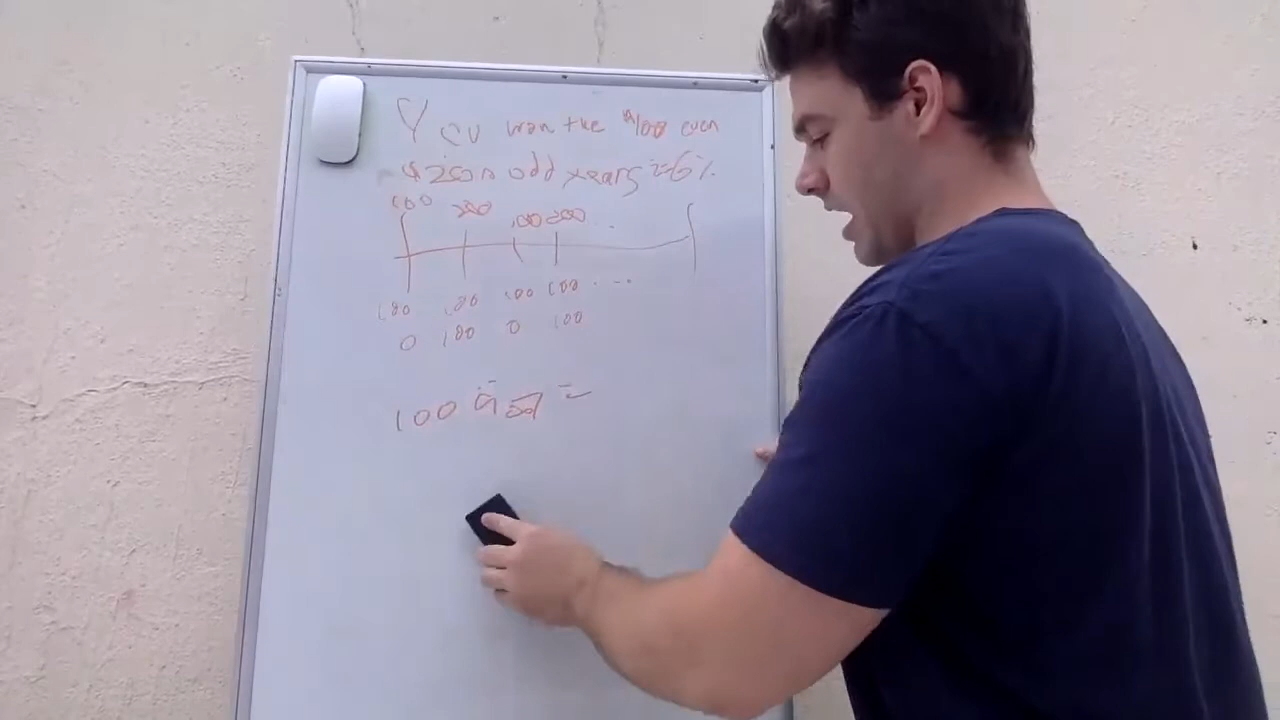 You won the $100 even
$200 n odd years i=6%
100 200 100 200 ..
100 100 100 100 ...
0 100 0 100
100 ä =